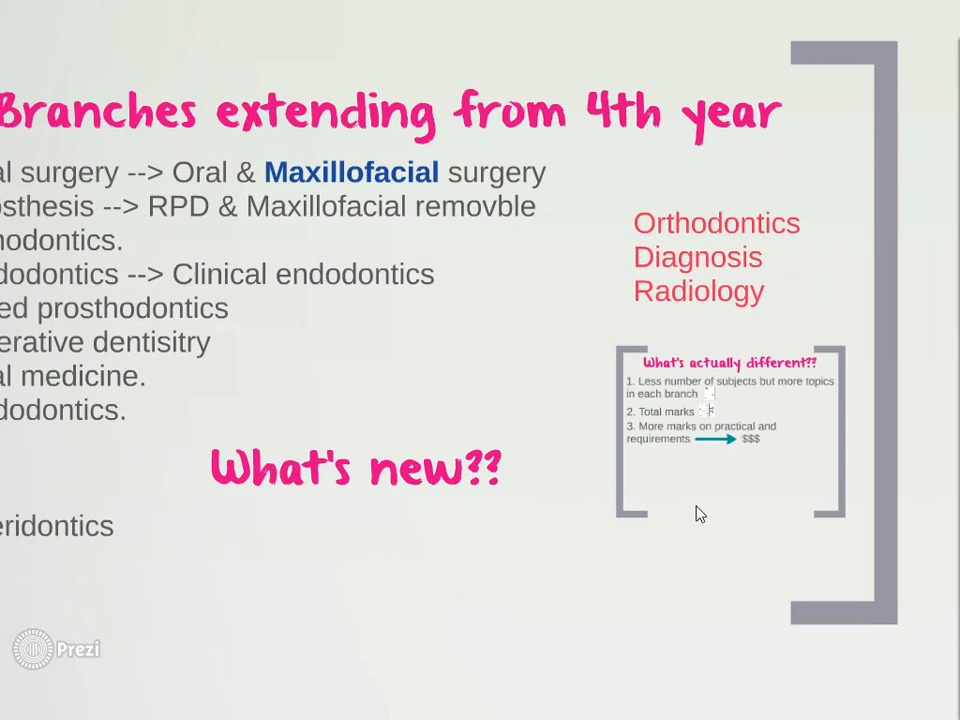 Branches extending from 4th year
al surgery --> Oral & Maxillofacial surgery
osthesis --> RPD & Maxillofacial removble
hodontics.
dodontics --> Clinical endodontics
ed prosthodontics
erative dentisitry
al medicine.
dodontics.
Orthodontics
Diagnosis
Radiology
What's actually different??
1. Less number of subjects but more topics
in each branch
2. Total marks
3. More marks on practical and
requirements $$$
What's new??
eridontics
Prezi